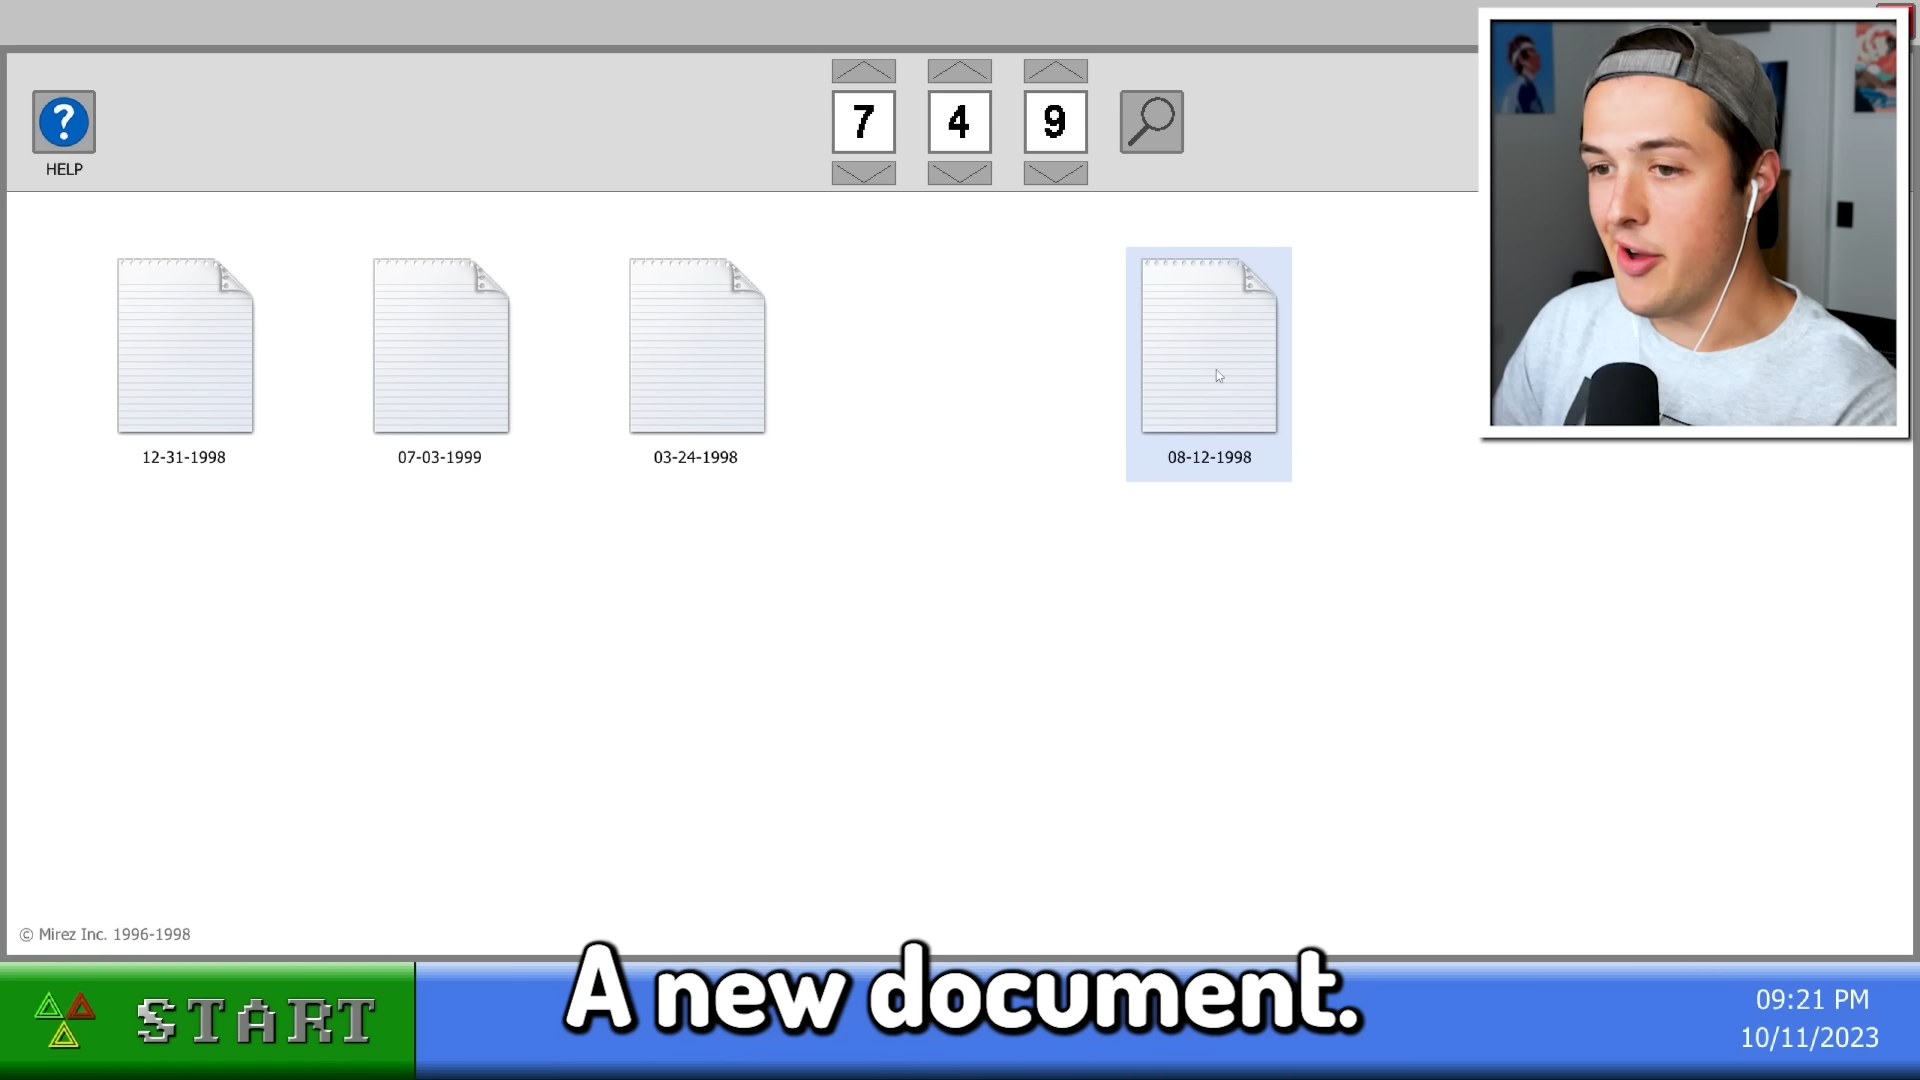 7 4 9
HELP
12-31-1998
07-03-1999
03-24-1998
08-12-1998
© Mirez Inc. 1996-1998
START
A new document.
09:21 PM
10/11/2023